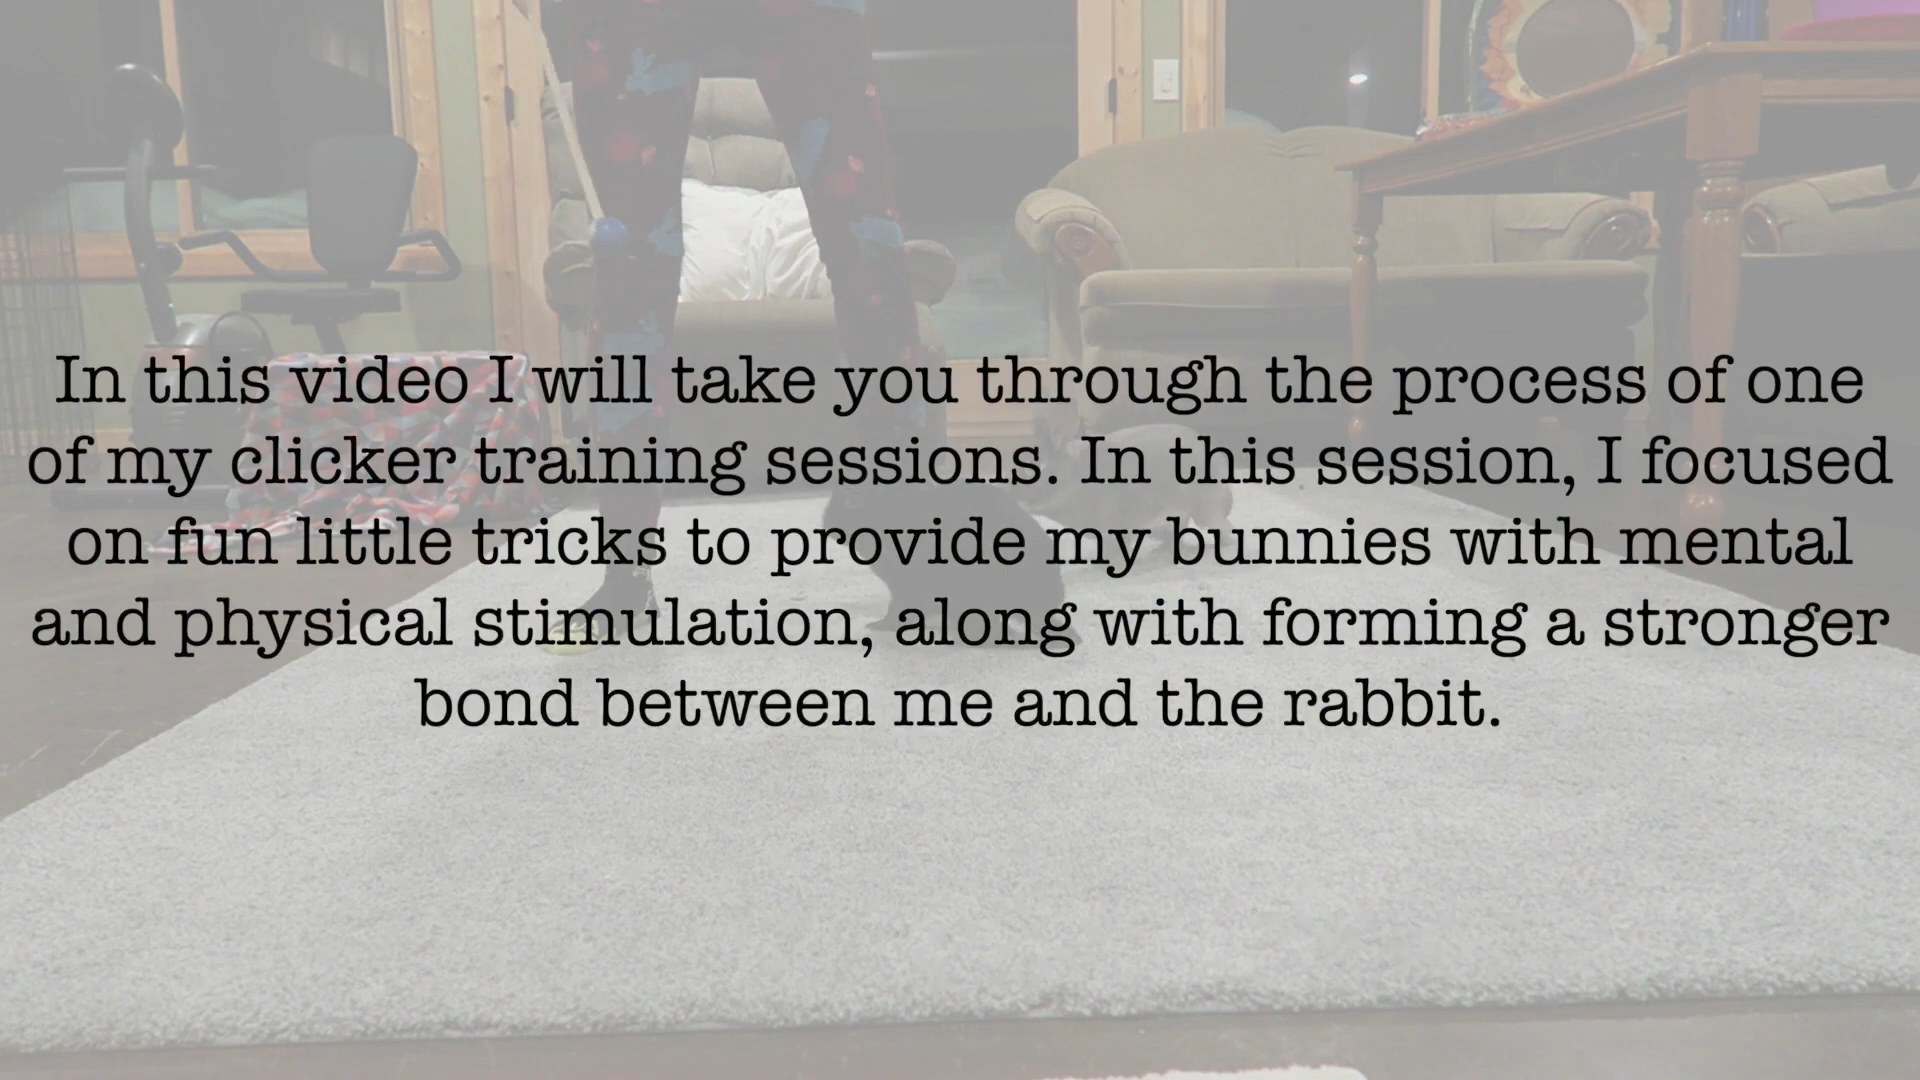 In this video I will take you through the process of one
of my clicker training sessions. In this session, I focused
on fun little tricks to provide my bunnies with mental
and physical stimulation, along with forming a stronger
bond between me and the rabbit.